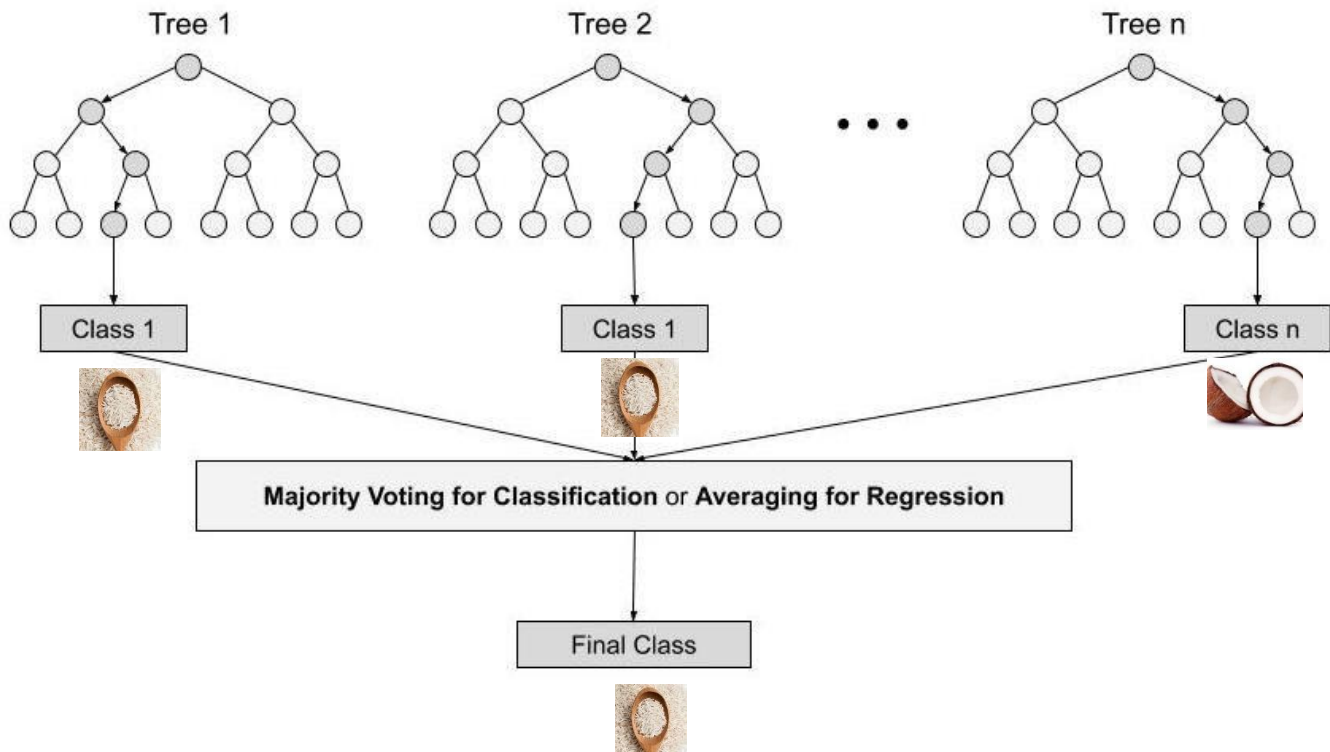 Tree 1
Tree 2
Tree n
Class 1
Class 1
Class n
Majority Voting for Classification or Averaging for Regression
Final Class